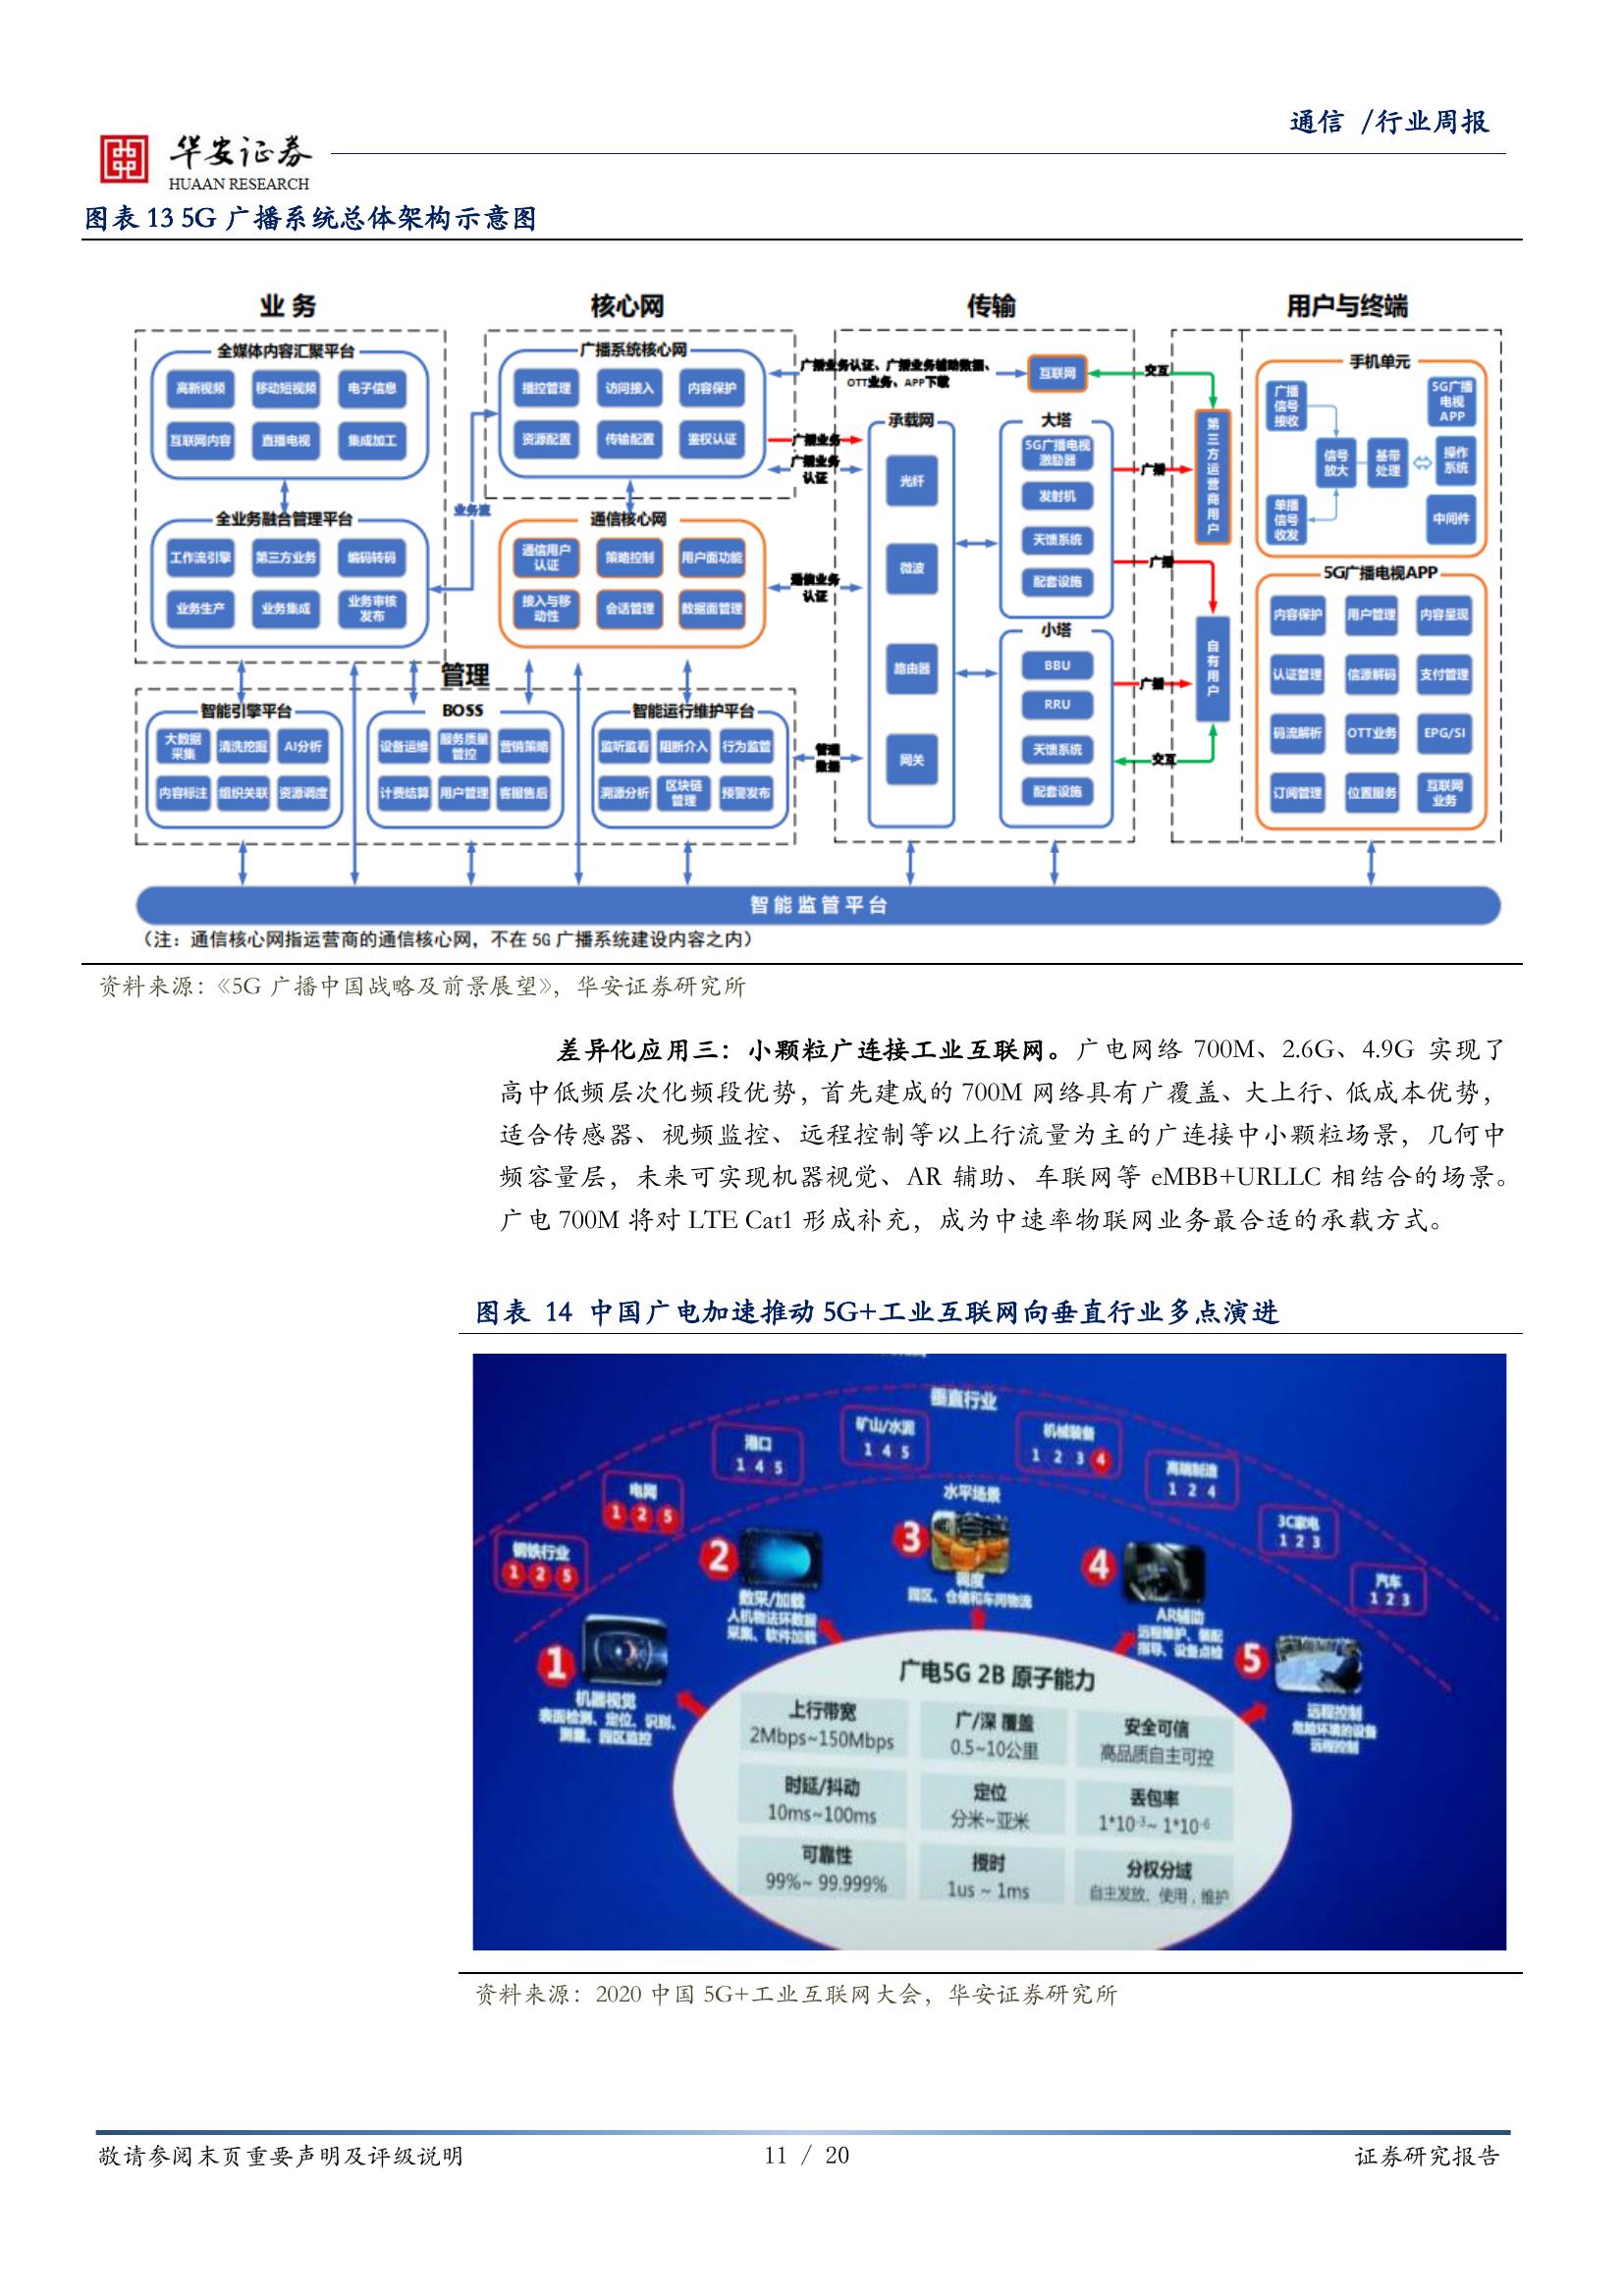 通信 /行业周报
华安证券
HUAAN RESEARCH
图表 13 5G 广播系统总体架构示意图
业 务
核心网
传输
用户与终端
全媒体内容汇聚平台
高新视频
移动短视频
电子信息
互联网内容
直播电视
集成加工
全业务融合管理平台
工作流引擎
第三方业务
编码转码
业务生产
业务集成
业务审核
发布
业务流
广播系统核心网
播控管理
访问接入
内容保护
资源配置
传输配置
鉴权认证
通信核心网
通信用户
认证
策略控制
用户面功能
接入与移
动性
会话管理
数据面管理
广播业务认证、广播业务辅助数据、
OTT业务、APP下载
广播业务
广播业务
认证
通信业务
认证
管理
数据
互联网
承载网
光纤
微波
路由器
网关
大塔
5G广播电视
激励器
发射机
天馈系统
配套设施
小塔
BBU
RRU
天馈系统
配套设施
交互
广播
广播
广播
交互
第三方运营商用户
自有用户
手机单元
广播
信号
接收
5G广播
电视
APP
信号
放大
基带
处理
操作
系统
单播
信号
收发
中间件
5G广播电视APP
内容保护
用户管理
内容呈现
认证管理
信源解码
支付管理
码流解析
OTT业务
EPG/SI
订阅管理
位置服务
互联网
业务
管理
智能引擎平台
大数据
采集
清洗挖掘
AI分析
内容标注
组织关联
资源调度
BOSS
设备运维
服务质量
管控
营销策略
计费结算
用户管理
客服售后
智能运行维护平台
监听监看
阻断介入
行为监管
溯源分析
区块链
管理
预警发布
智能监管平台
（注：通信核心网指运营商的通信核心网，不在 5G 广播系统建设内容之内）
资料来源：《5G 广播中国战略及前景展望》，华安证券研究所
差异化应用三：小颗粒广连接工业互联网。广电网络 700M、2.6G、4.9G 实现了
高中低频层次化频段优势，首先建成的 700M 网络具有广覆盖、大上行、低成本优势，
适合传感器、视频监控、远程控制等以上行流量为主的广连接中小颗粒场景，几何中
频容量层，未来可实现机器视觉、AR 辅助、车联网等 eMBB+URLLC 相结合的场景。
广电 700M 将对 LTE Cat1 形成补充，成为中速率物联网业务最合适的承载方式。
图表 14 中国广电加速推动 5G+工业互联网向垂直行业多点演进
垂直行业
钢铁行业
1 2 5
电网
1 2 5
港口
1 4 5
矿山/水泥
1 4 5
机械装备
1 2 3 4
高端制造
1 2 4
3C家电
1 2 3
汽车
1 2 3
水平场景
1
机器视觉
表面检测、定位、识别、
测量、园区监控
2
数采/加载
人机物法环数据
采集、软件加载
3
调度
园区、仓储和车间物流
4
AR辅助
远程维护、装配
指导、设备点检
5
远程控制
危险环境的设备
远程控制
广电5G 2B 原子能力
上行带宽
2Mbps~150Mbps
广/深 覆盖
0.5~10公里
安全可信
高品质自主可控
时延/抖动
10ms~100ms
定位
分米~亚米
丢包率
1*10⁻³~ 1*10⁻⁶
可靠性
99%~ 99.999%
授时
1us ~ 1ms
分权分域
自主发放、使用，维护
资料来源：2020 中国 5G+工业互联网大会，华安证券研究所
敬请参阅末页重要声明及评级说明
11 / 20
证券研究报告